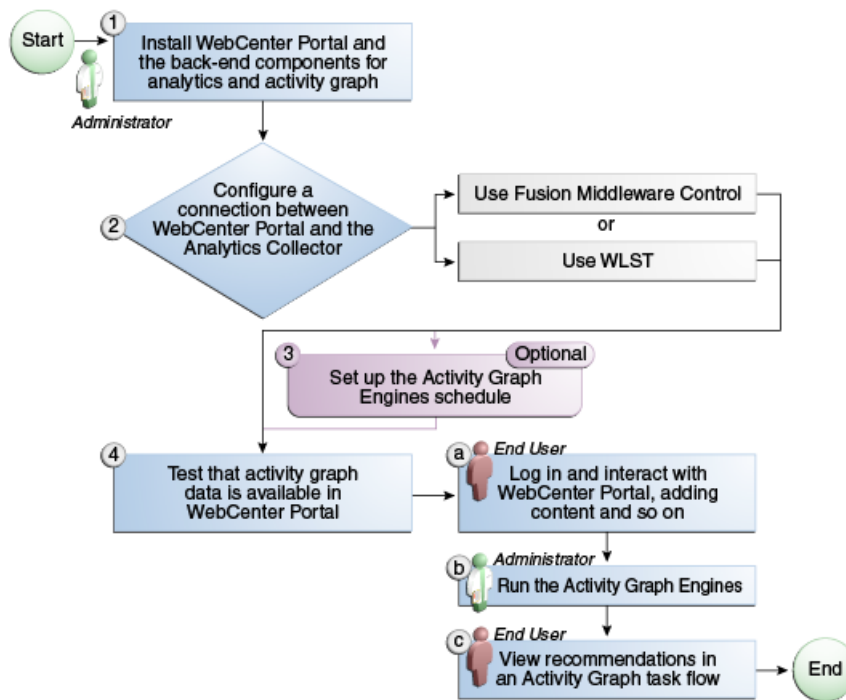 Start
1
Install WebCenter Portal and
the back-end components for
analytics and activity graph
Administrator
2
Configure a
connection between
WebCenter Portal and the
Analytics Collector
Use Fusion Middleware Control
or
Use WLST
3
Optional
Set up the Activity Graph
Engines schedule
4
Test that activity graph
data is available in
WebCenter Portal
a
End User
Log in and interact with
WebCenter Portal, adding
content and so on
b
Administrator
Run the Activity Graph Engines
c
End User
View recommendations in
an Activity Graph task flow
End